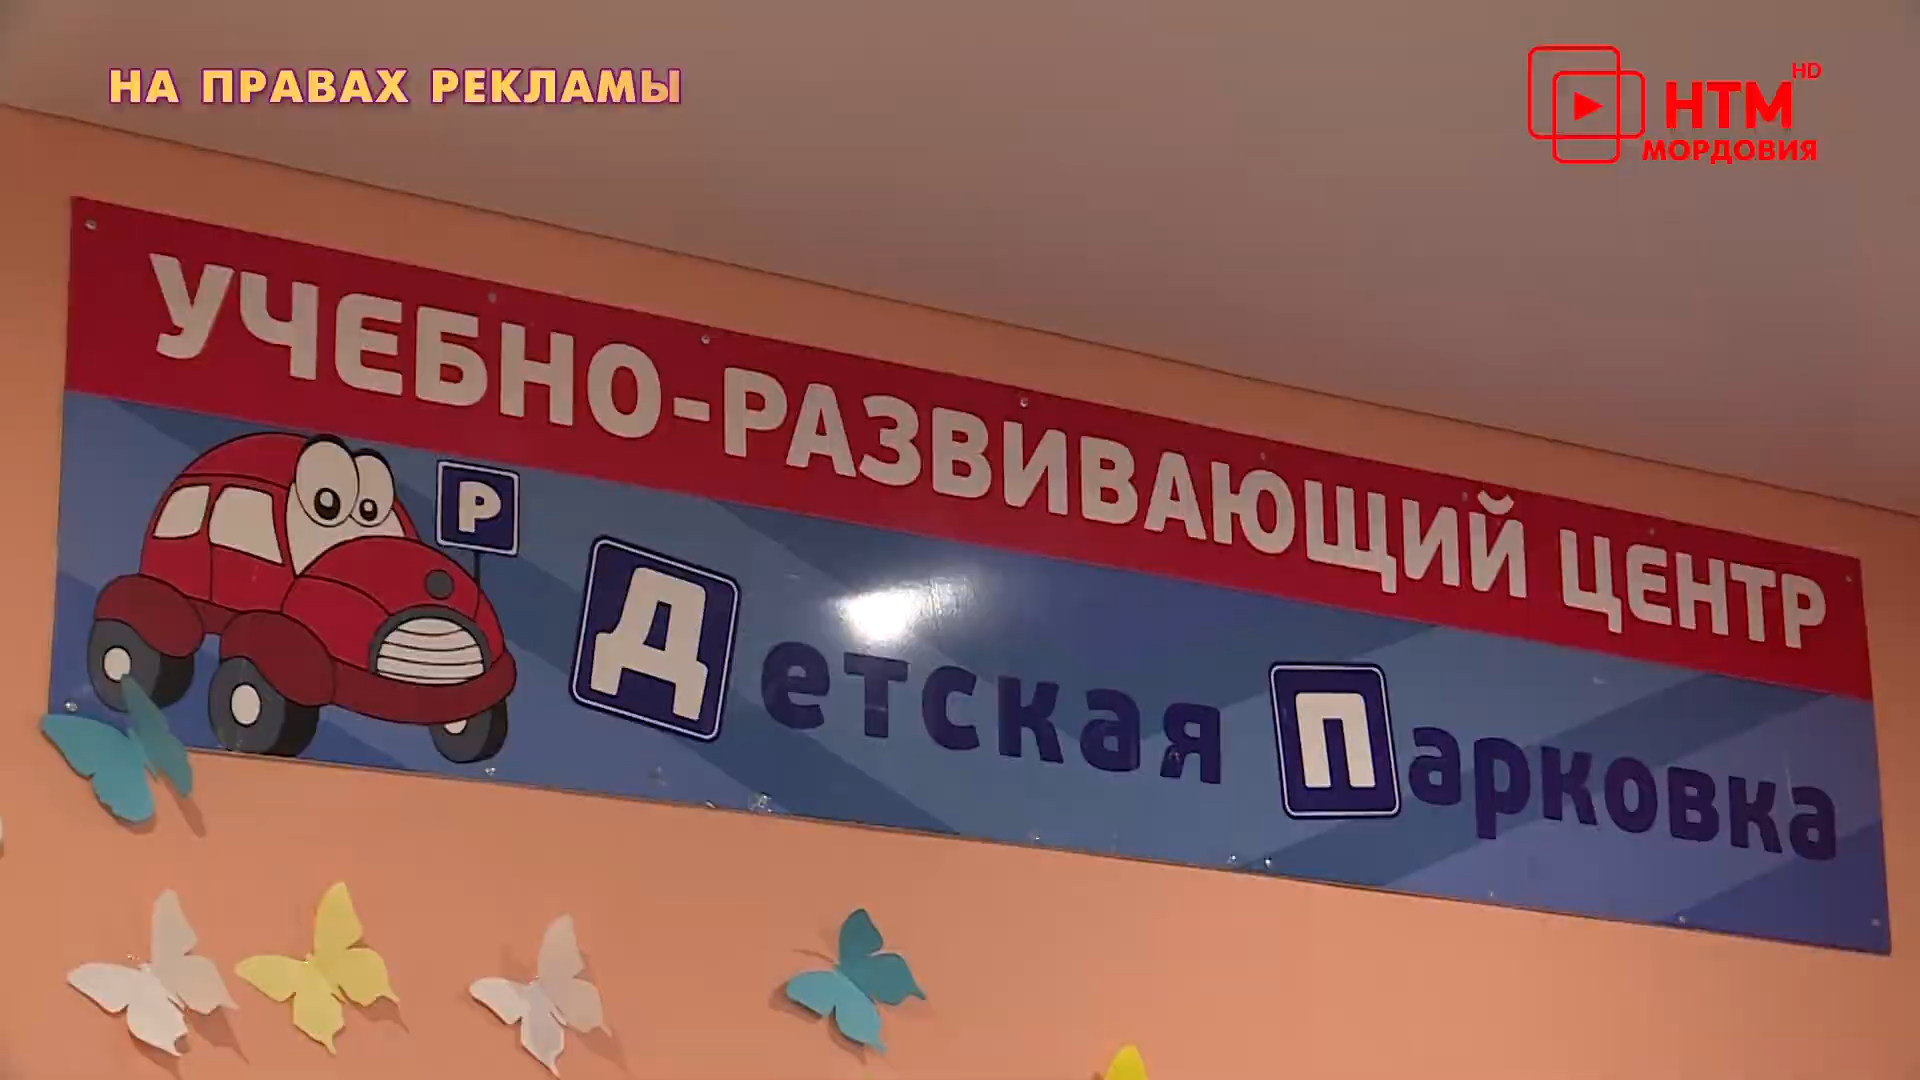 НА ПРАВАХ РЕКЛАМЫ
НТМ HD
МОРДОВИЯ
УЧЕБНО-РАЗВИВАЮЩИЙ ЦЕНТР
P
Детская Парковка